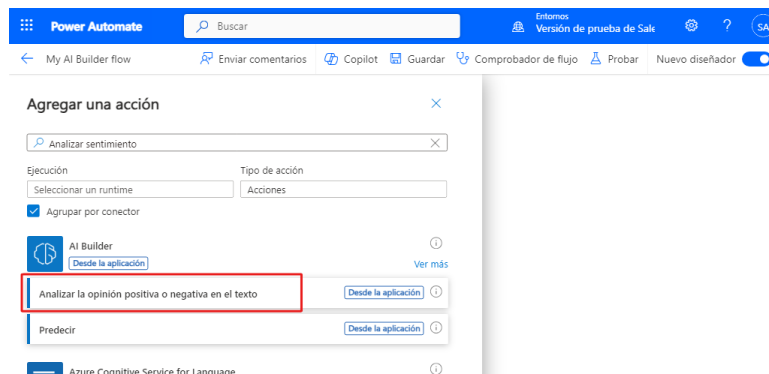 Power Automate
Buscar
Entornos
Versión de prueba de Sale
?
SA
My AI Builder flow
Enviar comentarios
Copilot
Guardar
Comprobador de flujo
Probar
Nuevo diseñador
Agregar una acción
Analizar sentimiento
Ejecución
Tipo de acción
Seleccionar un runtime
Acciones
Agrupar por conector
AI Builder
Desde la aplicación
Ver más
Analizar la opinión positiva o negativa en el texto
Desde la aplicación
Predecir
Desde la aplicación
Azure Cognitive Service for Language